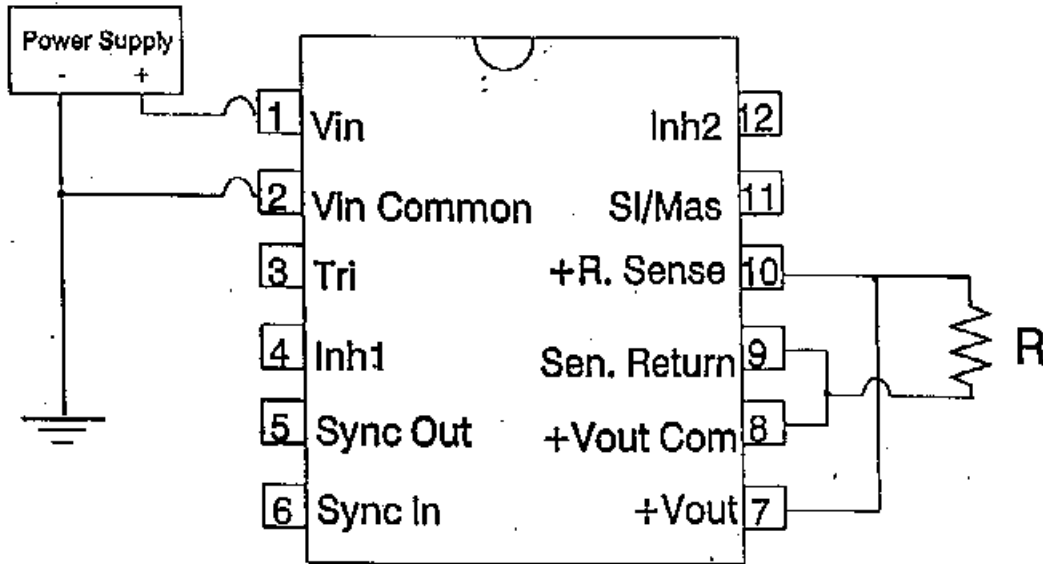 Power Supply
- +
1 Vin
2 Vin Common
3 Tri
4 Inh1
5 Sync Out
6 Sync In
Inh2 12
Sl/Mas 11
+R. Sense 10
Sen. Return 9
+Vout Com 8
+Vout 7
R